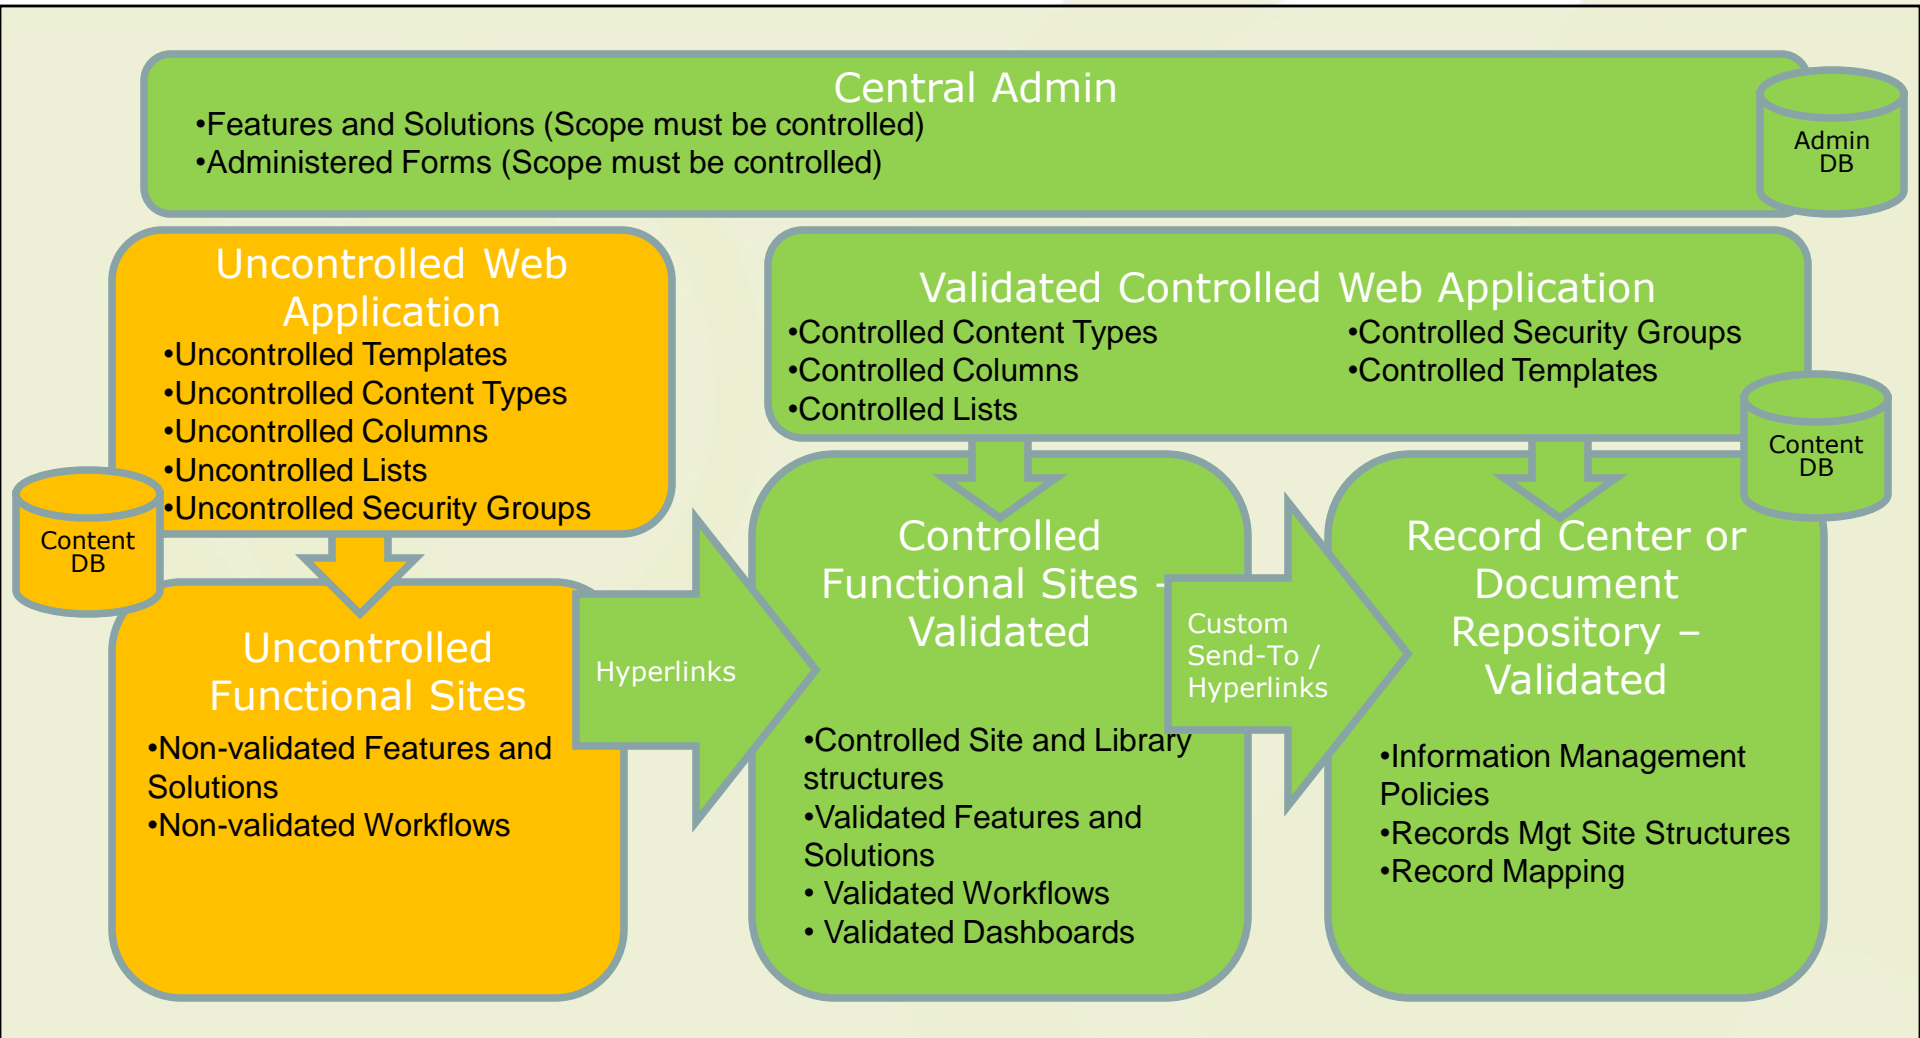 Central Admin
•Features and Solutions (Scope must be controlled)
•Administered Forms (Scope must be controlled)
Admin
DB
Uncontrolled Web
Application
•Uncontrolled Templates
•Uncontrolled Content Types
•Uncontrolled Columns
•Uncontrolled Lists
•Uncontrolled Security Groups
Content
DB
Validated Controlled Web Application
•Controlled Content Types
•Controlled Columns
•Controlled Lists
•Controlled Security Groups
•Controlled Templates
Content
DB
Uncontrolled
Functional Sites
•Non-validated Features and
Solutions
•Non-validated Workflows
Hyperlinks
Controlled
Functional Sites –
Validated
•Controlled Site and Library
structures
•Validated Features and
Solutions
• Validated Workflows
• Validated Dashboards
Custom
Send-To /
Hyperlinks
Record Center or
Document
Repository –
Validated
•Information Management
Policies
•Records Mgt Site Structures
•Record Mapping